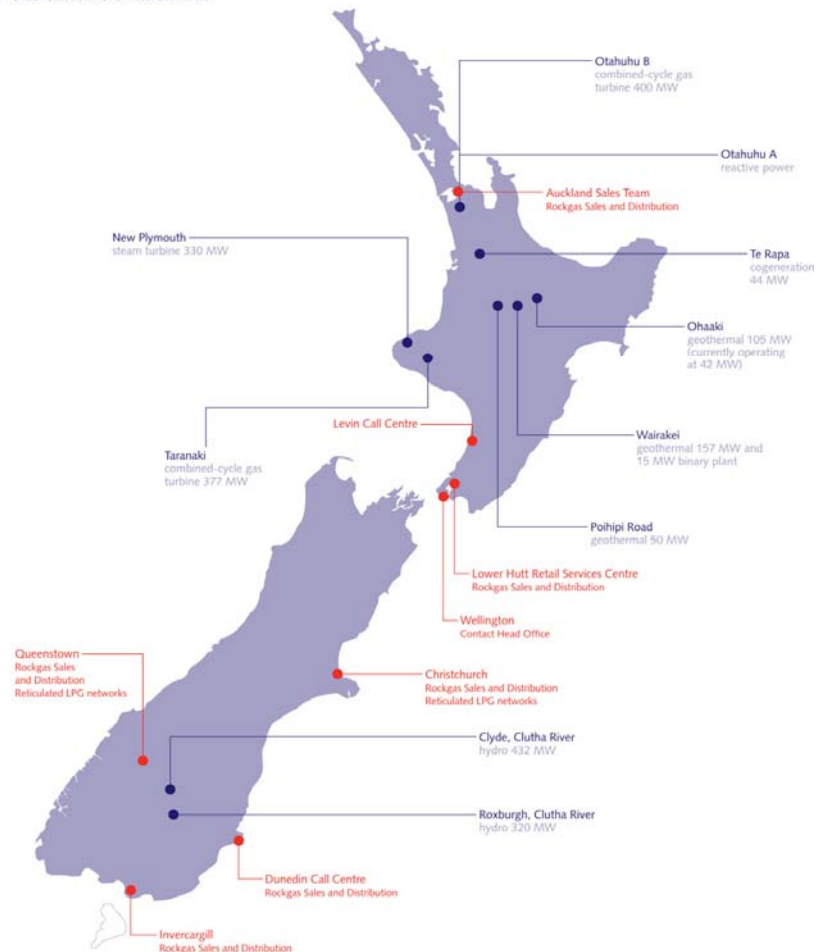 Otahuhu B
combined-cycle gas
turbine 400 MW
Otahuhu A
reactive power
Auckland Sales Team
Rockgas Sales and Distribution
New Plymouth
steam turbine 330 MW
Te Rapa
cogeneration
44 MW
Ohaaki
geothermal 105 MW
(currently operating
at 42 MW)
Levin Call Centre
Wairakei
geothermal 157 MW and
15 MW binary plant
Taranaki
combined-cycle gas
turbine 377 MW
Poihipi Road
geothermal 50 MW
Lower Hutt Retail Services Centre
Rockgas Sales and Distribution
Wellington
Contact Head Office
Queenstown
Rockgas Sales
and Distribution
Reticulated LPG networks
Christchurch
Rockgas Sales and Distribution
Reticulated LPG networks
Clyde, Clutha River
hydro 432 MW
Roxburgh, Clutha River
hydro 320 MW
Dunedin Call Centre
Rockgas Sales and Distribution
Invercargill
Rockgas Sales and Distribution